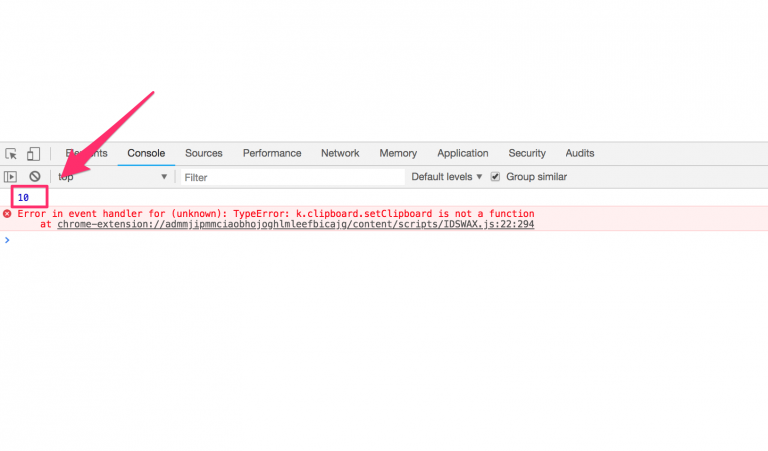 Elements Console Sources Performance Network Memory Application Security Audits
top Filter Default levels Group similar
10
Error in event handler for (unknown): TypeError: k.clipboard.setClipboard is not a function
at chrome-extension://admmjipmmciaobhojoghlmleefbicajg/content/scripts/IDSWAX.js:22:294